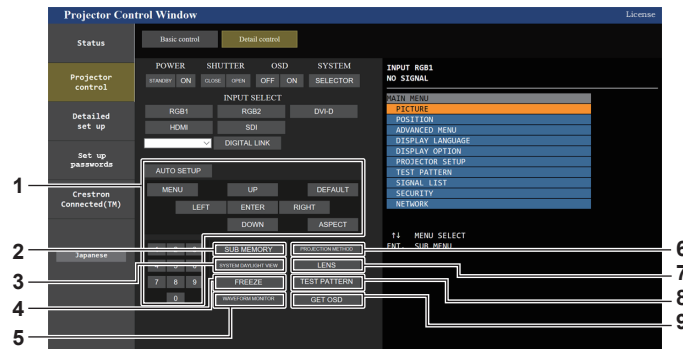 Projector Control Window
License
Status
Projector control
Detailed set up
Set up passwords
Crestron Connected(TM)
Japanese
Basic control
Detail control
POWER
SHUTTER
OSD
SYSTEM
STANDBY
ON
CLOSE
OPEN
OFF
ON
SELECTOR
INPUT SELECT
RGB1
RGB2
DVI-D
HDMI
SDI
DIGITAL LINK
AUTO SETUP
MENU
UP
DEFAULT
LEFT
ENTER
RIGHT
DOWN
ASPECT
SUB MEMORY
PROJECTION METHOD
SYSTEM DAYLIGHT VIEW
LENS
7
8
9
FREEZE
TEST PATTERN
0
WAVEFORM MONITOR
GET OSD
INPUT RGB1
NO SIGNAL
MAIN MENU
PICTURE
POSITION
ADVANCED MENU
DISPLAY LANGUAGE
DISPLAY OPTION
PROJECTOR SETUP
TEST PATTERN
SIGNAL LIST
SECURITY
NETWORK
↑↓ MENU SELECT
ENT. SUB MENU
1
2
3
4
5
6
7
8
9